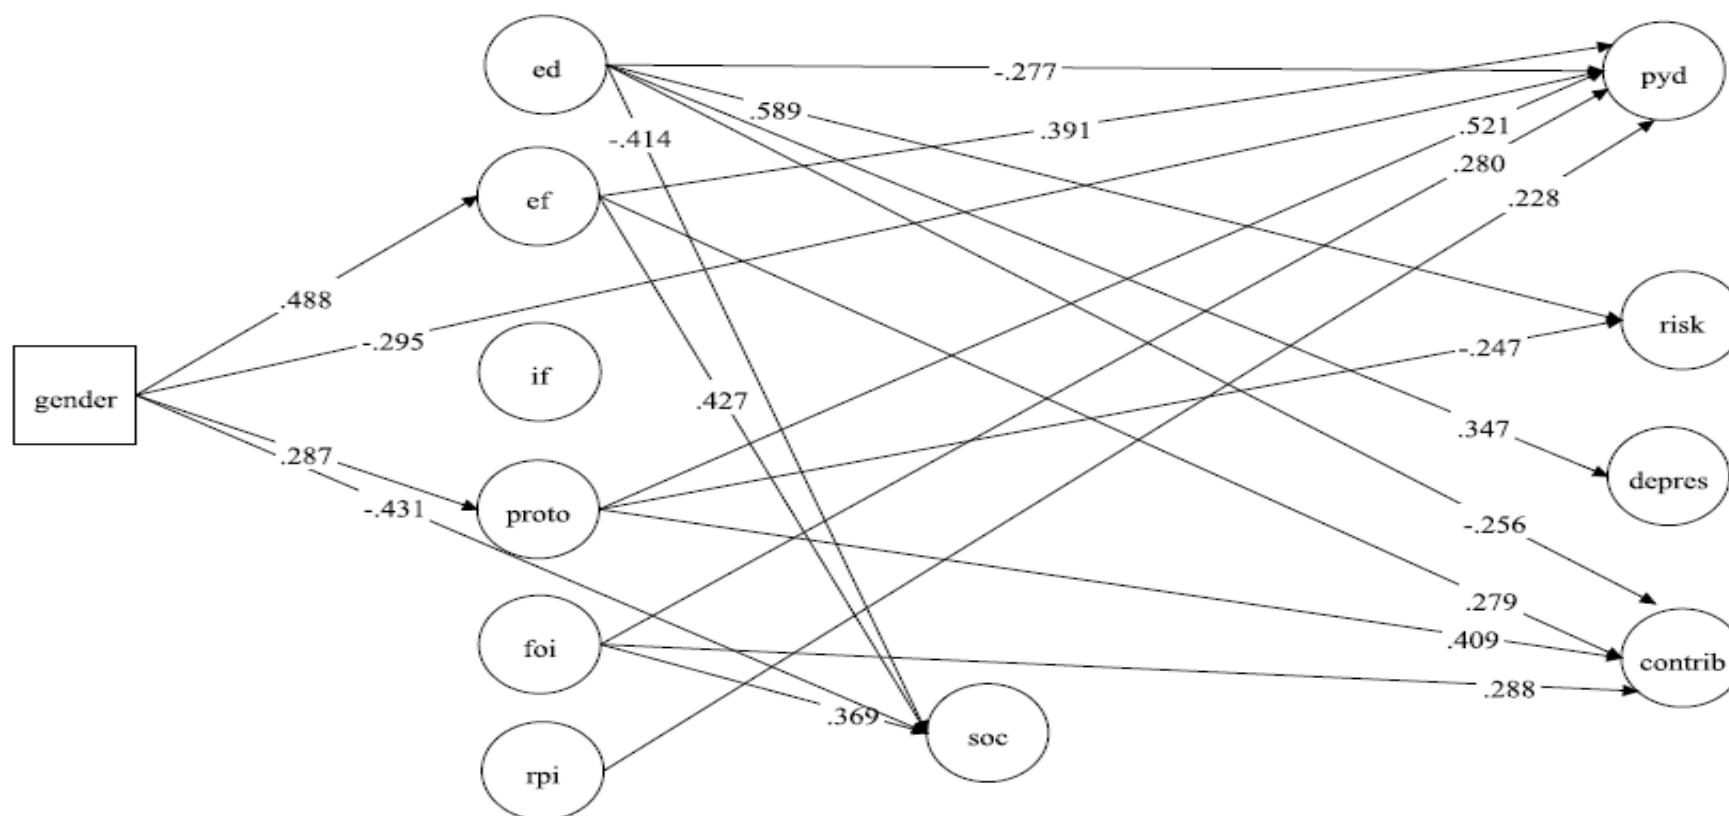 ed
-.277
pyd
.589
-.414
.391
.521
.280
ef
.228
.488
-.295
risk
-.247
if
gender
.427
.287
.347
depres
-.431
proto
-.256
.279
.409
foi
contrib
.288
.369
soc
rpi